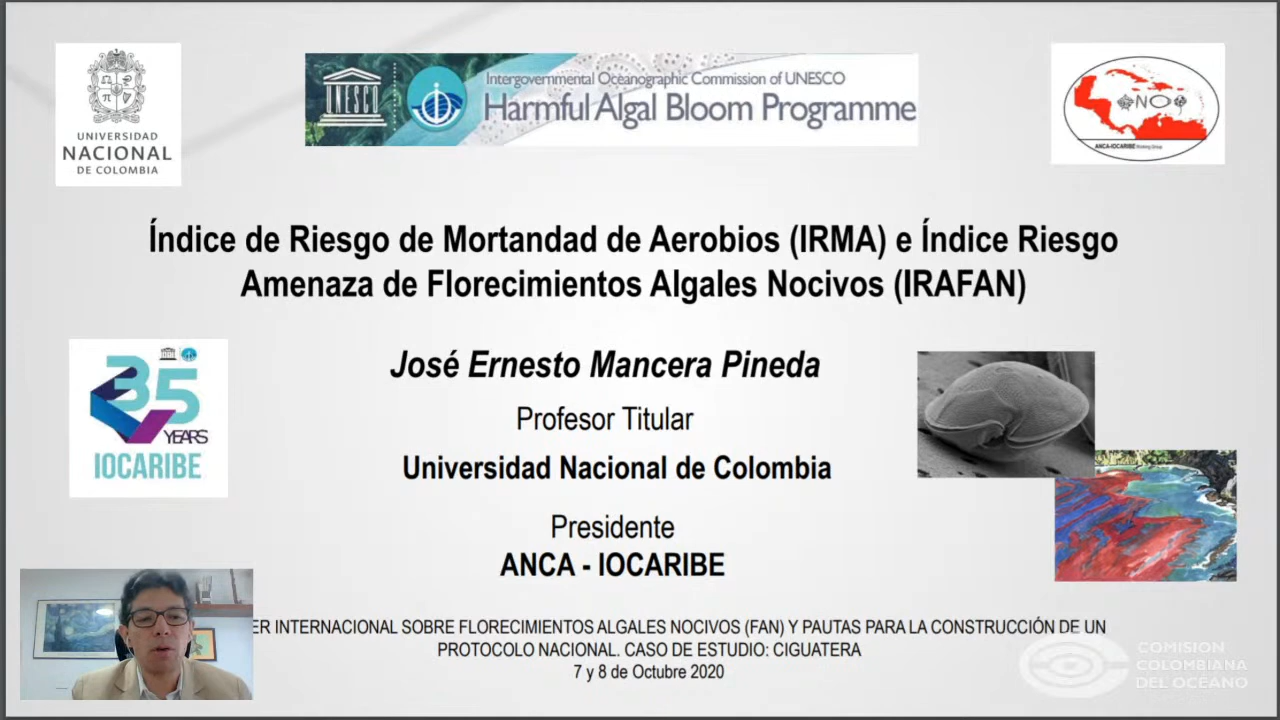 UNIVERSIDAD
NACIONAL
DE COLOMBIA
UNESCO
Intergovernmental Oceanographic Commission of UNESCO
Harmful Algal Bloom Programme
ANCA-IOCARIBE Working Group
Índice de Riesgo de Mortandad de Aerobios (IRMA) e Índice Riesgo
Amenaza de Florecimientos Algales Nocivos (IRAFAN)
35
YEARS
IOCARIBE
José Ernesto Mancera Pineda
Profesor Titular
Universidad Nacional de Colombia
Presidente
ANCA - IOCARIBE
ER INTERNACIONAL SOBRE FLORECIMIENTOS ALGALES NOCIVOS (FAN) Y PAUTAS PARA LA CONSTRUCCIÓN DE UN
PROTOCOLO NACIONAL. CASO DE ESTUDIO: CIGUATERA
7 y 8 de Octubre 2020
COMISION
COLOMBIANA
DEL OCÉANO